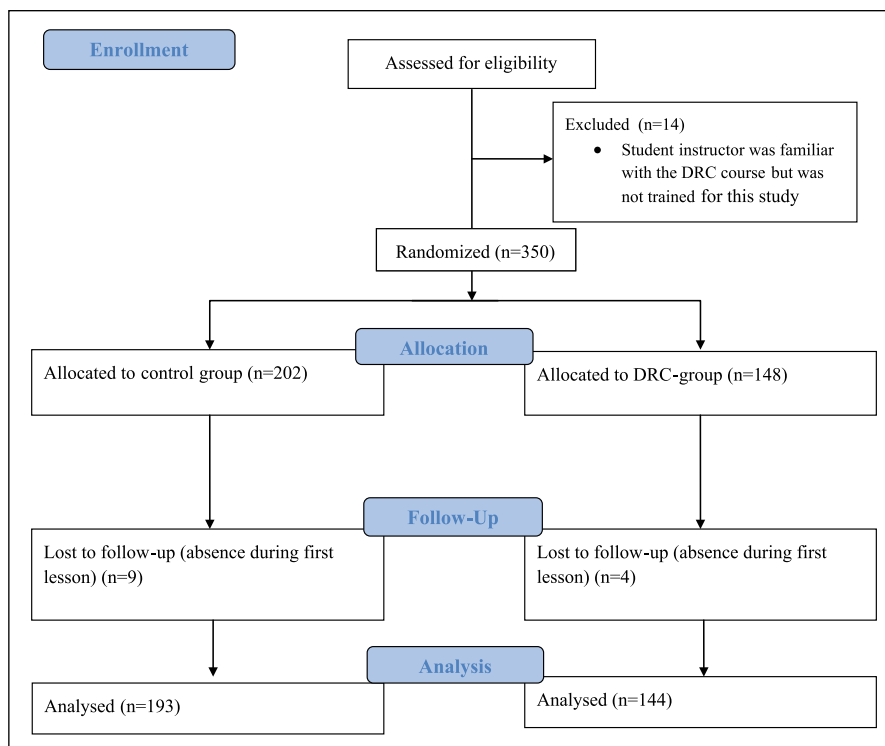 Enrollment
Assessed for eligibility
Excluded (n=14)
● Student instructor was familiar
with the DRC course but was
not trained for this study
Randomized (n=350)
Allocation
Allocated to control group (n=202)
Allocated to DRC-group (n=148)
Follow-Up
Lost to follow-up (absence during first
lesson) (n=9)
Lost to follow-up (absence during first
lesson) (n=4)
Analysis
Analysed (n=193)
Analysed (n=144)